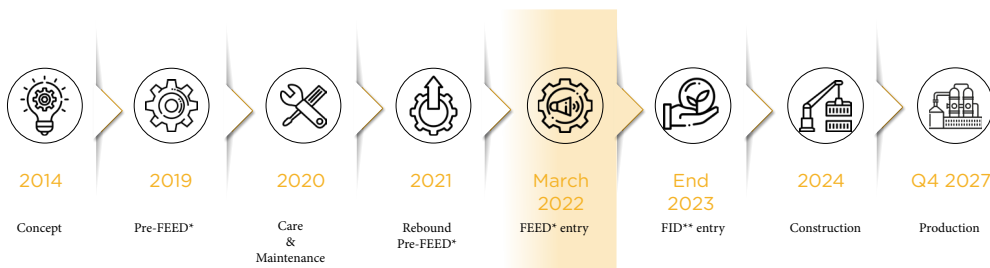 2014
Concept
2019
Pre-FEED*
2020
Care
&
Maintenance
2021
Rebound
Pre-FEED*
March
2022
FEED* entry
End
2023
FID** entry
2024
Construction
Q4 2027
Production